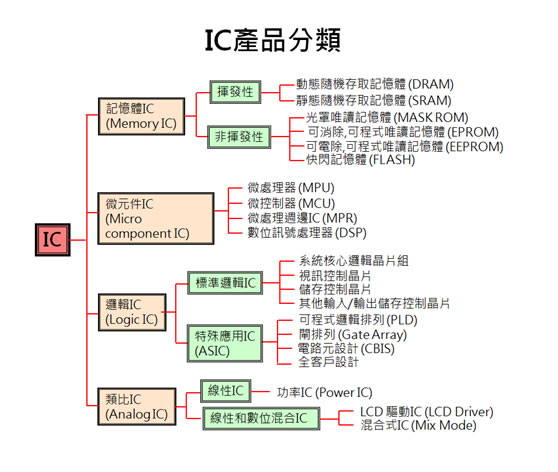 IC產品分類
IC
記憶體IC
(Memory IC)
揮發性
動態隨機存取記憶體 (DRAM)
靜態隨機存取記憶體 (SRAM)
非揮發性
光罩唯讀記憶體 (MASK ROM)
可消除,可程式唯讀記憶體 (EPROM)
可電除,可程式唯讀記憶體 (EEPROM)
快閃記憶體 (FLASH)
微元件IC
(Micro
component IC)
微處理器 (MPU)
微控制器 (MCU)
微處理週邊IC (MPR)
數位訊號處理器 (DSP)
邏輯IC
(Logic IC)
標準邏輯IC
系統核心邏輯晶片組
視訊控制晶片
儲存控制晶片
其他輸入/輸出儲存控制晶片
特殊應用IC
(ASIC)
可程式邏輯排列 (PLD)
閘排列 (Gate Array)
電路元設計 (CBIS)
全客戶設計
類比IC
(Analog IC)
線性IC
功率IC (Power IC)
線性和數位混合IC
LCD 驅動IC (LCD Driver)
混合式IC (Mix Mode)